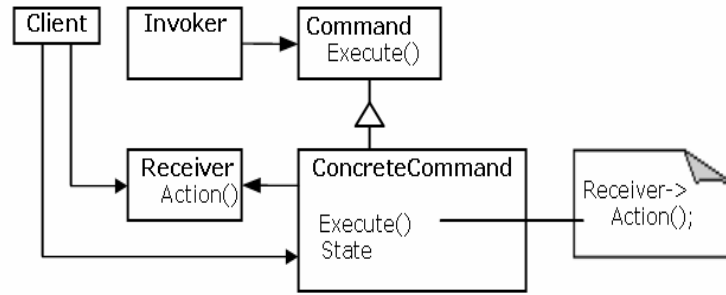 Client
Invoker
Command
Execute()
Receiver
Action()
ConcreteCommand
Execute()
State
Receiver->
Action();